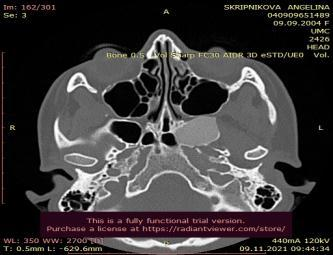 Im: 162/301
Se: 3
A
SKRIPNIKOVA ANGELINA
040909651489
09.09.2004 F
UMC
2426
HEAD
Bone 0.5 Vol Sharp FC30 AIDR 3D eSTD/UE0 Vol.
R
L
This is a fully functional trial version.
Purchase a license at https://radiantviewer.com/store/
WL: 350 WW: 2700 [D]
T: 0.5mm L: -629.6mm
440mA 120kV
09.11.2021 09:44:34